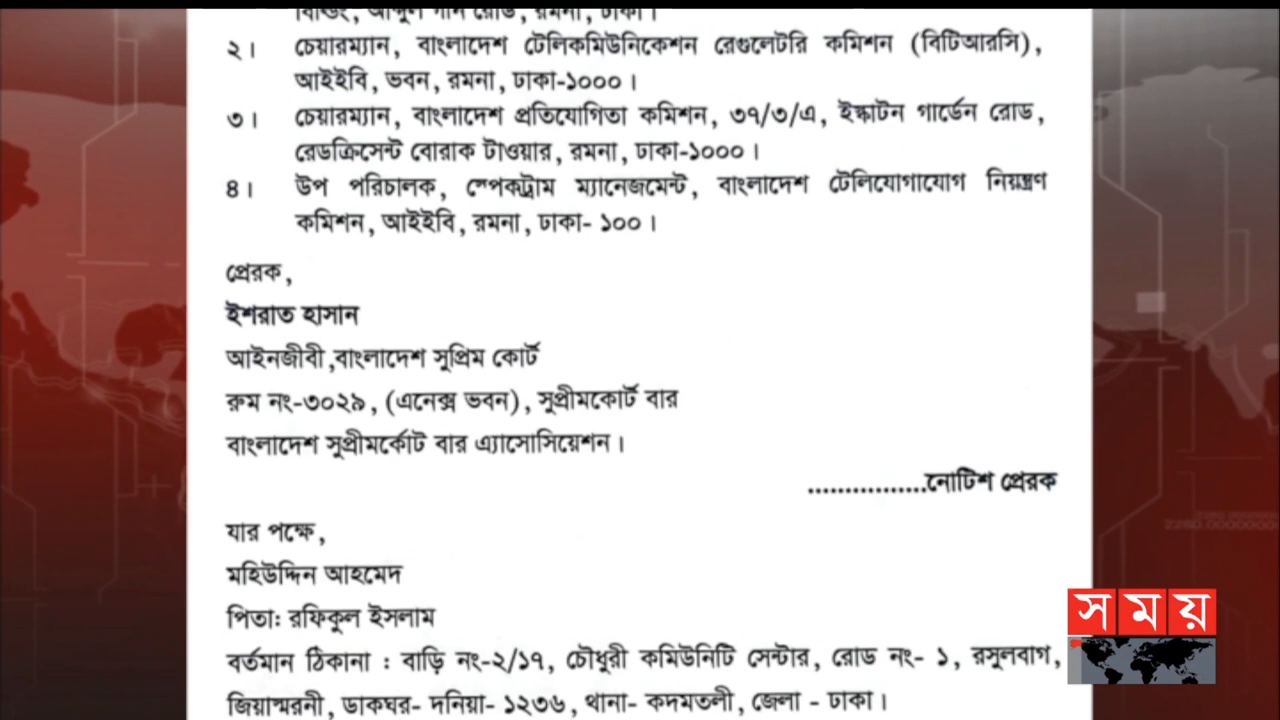 বিল্ডিং, আব্দুল গনি রোড, রমনা, ঢাকা।
২। চেয়ারম্যান, বাংলাদেশ টেলিকমিউনিকেশন রেগুলেটরি কমিশন (বিটিআরসি),
আইইবি, ভবন, রমনা, ঢাকা-১০০০।
৩। চেয়ারম্যান, বাংলাদেশ প্রতিযোগিতা কমিশন, ৩৭/৩/এ, ইস্কাটন গার্ডেন রোড,
রেডক্রিসেন্ট বোরাক টাওয়ার, রমনা, ঢাকা-১০০০।
৪। উপ পরিচালক, স্পেকট্রাম ম্যানেজমেন্ট, বাংলাদেশ টেলিযোগাযোগ নিয়ন্ত্রণ
কমিশন, আইইবি, রমনা, ঢাকা- ১০০।
প্রেরক,
ইশরাত হাসান
আইনজীবী,বাংলাদেশ সুপ্রিম কোর্ট
রুম নং-৩০২৯, (এনেক্স ভবন), সুপ্রীমকোর্ট বার
বাংলাদেশ সুপ্রীমর্কোট বার এ্যাসোসিয়েশন।
................নোটিশ প্রেরক
যার পক্ষে,
মহিউদ্দিন আহমেদ
পিতাঃ রফিকুল ইসলাম
বর্তমান ঠিকানা : বাড়ি নং-২/১৭, চৌধুরী কমিউনিটি সেন্টার, রোড নং- ১, রসুলবাগ,
জিয়াস্মরনী, ডাকঘর- দনিয়া- ১২৩৬, থানা- কদমতলী, জেলা - ঢাকা।
সময়